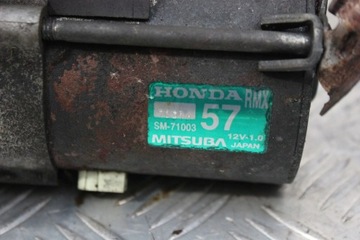 HONDA RMX
57
SM-71003 12V-1.0
MITSUBA JAPAN